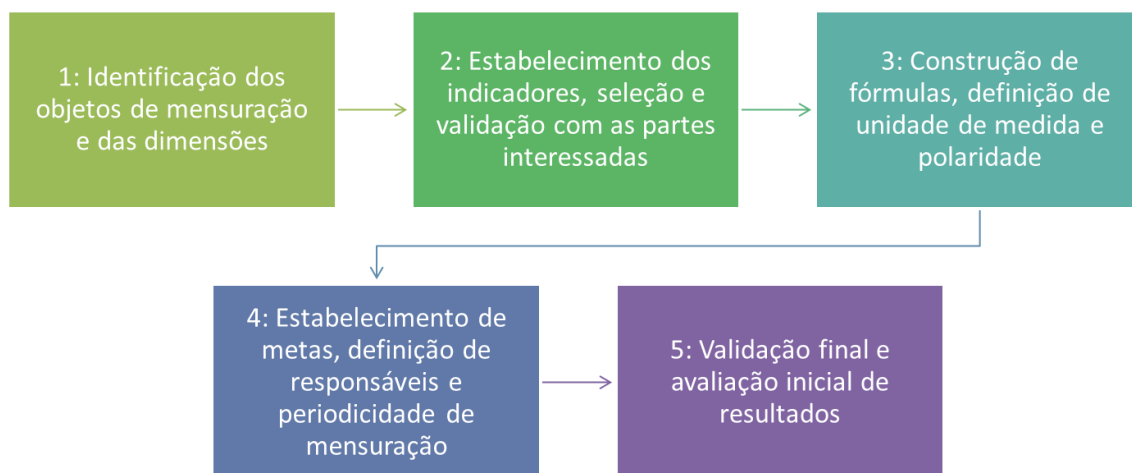 1: Identificação dos
objetos de mensuração
e das dimensões
2: Estabelecimento dos
indicadores, seleção e
validação com as partes
interessadas
3: Construção de
fórmulas, definição de
unidade de medida e
polaridade
4: Estabelecimento de
metas, definição de
responsáveis e
periodicidade de
mensuração
5: Validação final e
avaliação inicial de
resultados